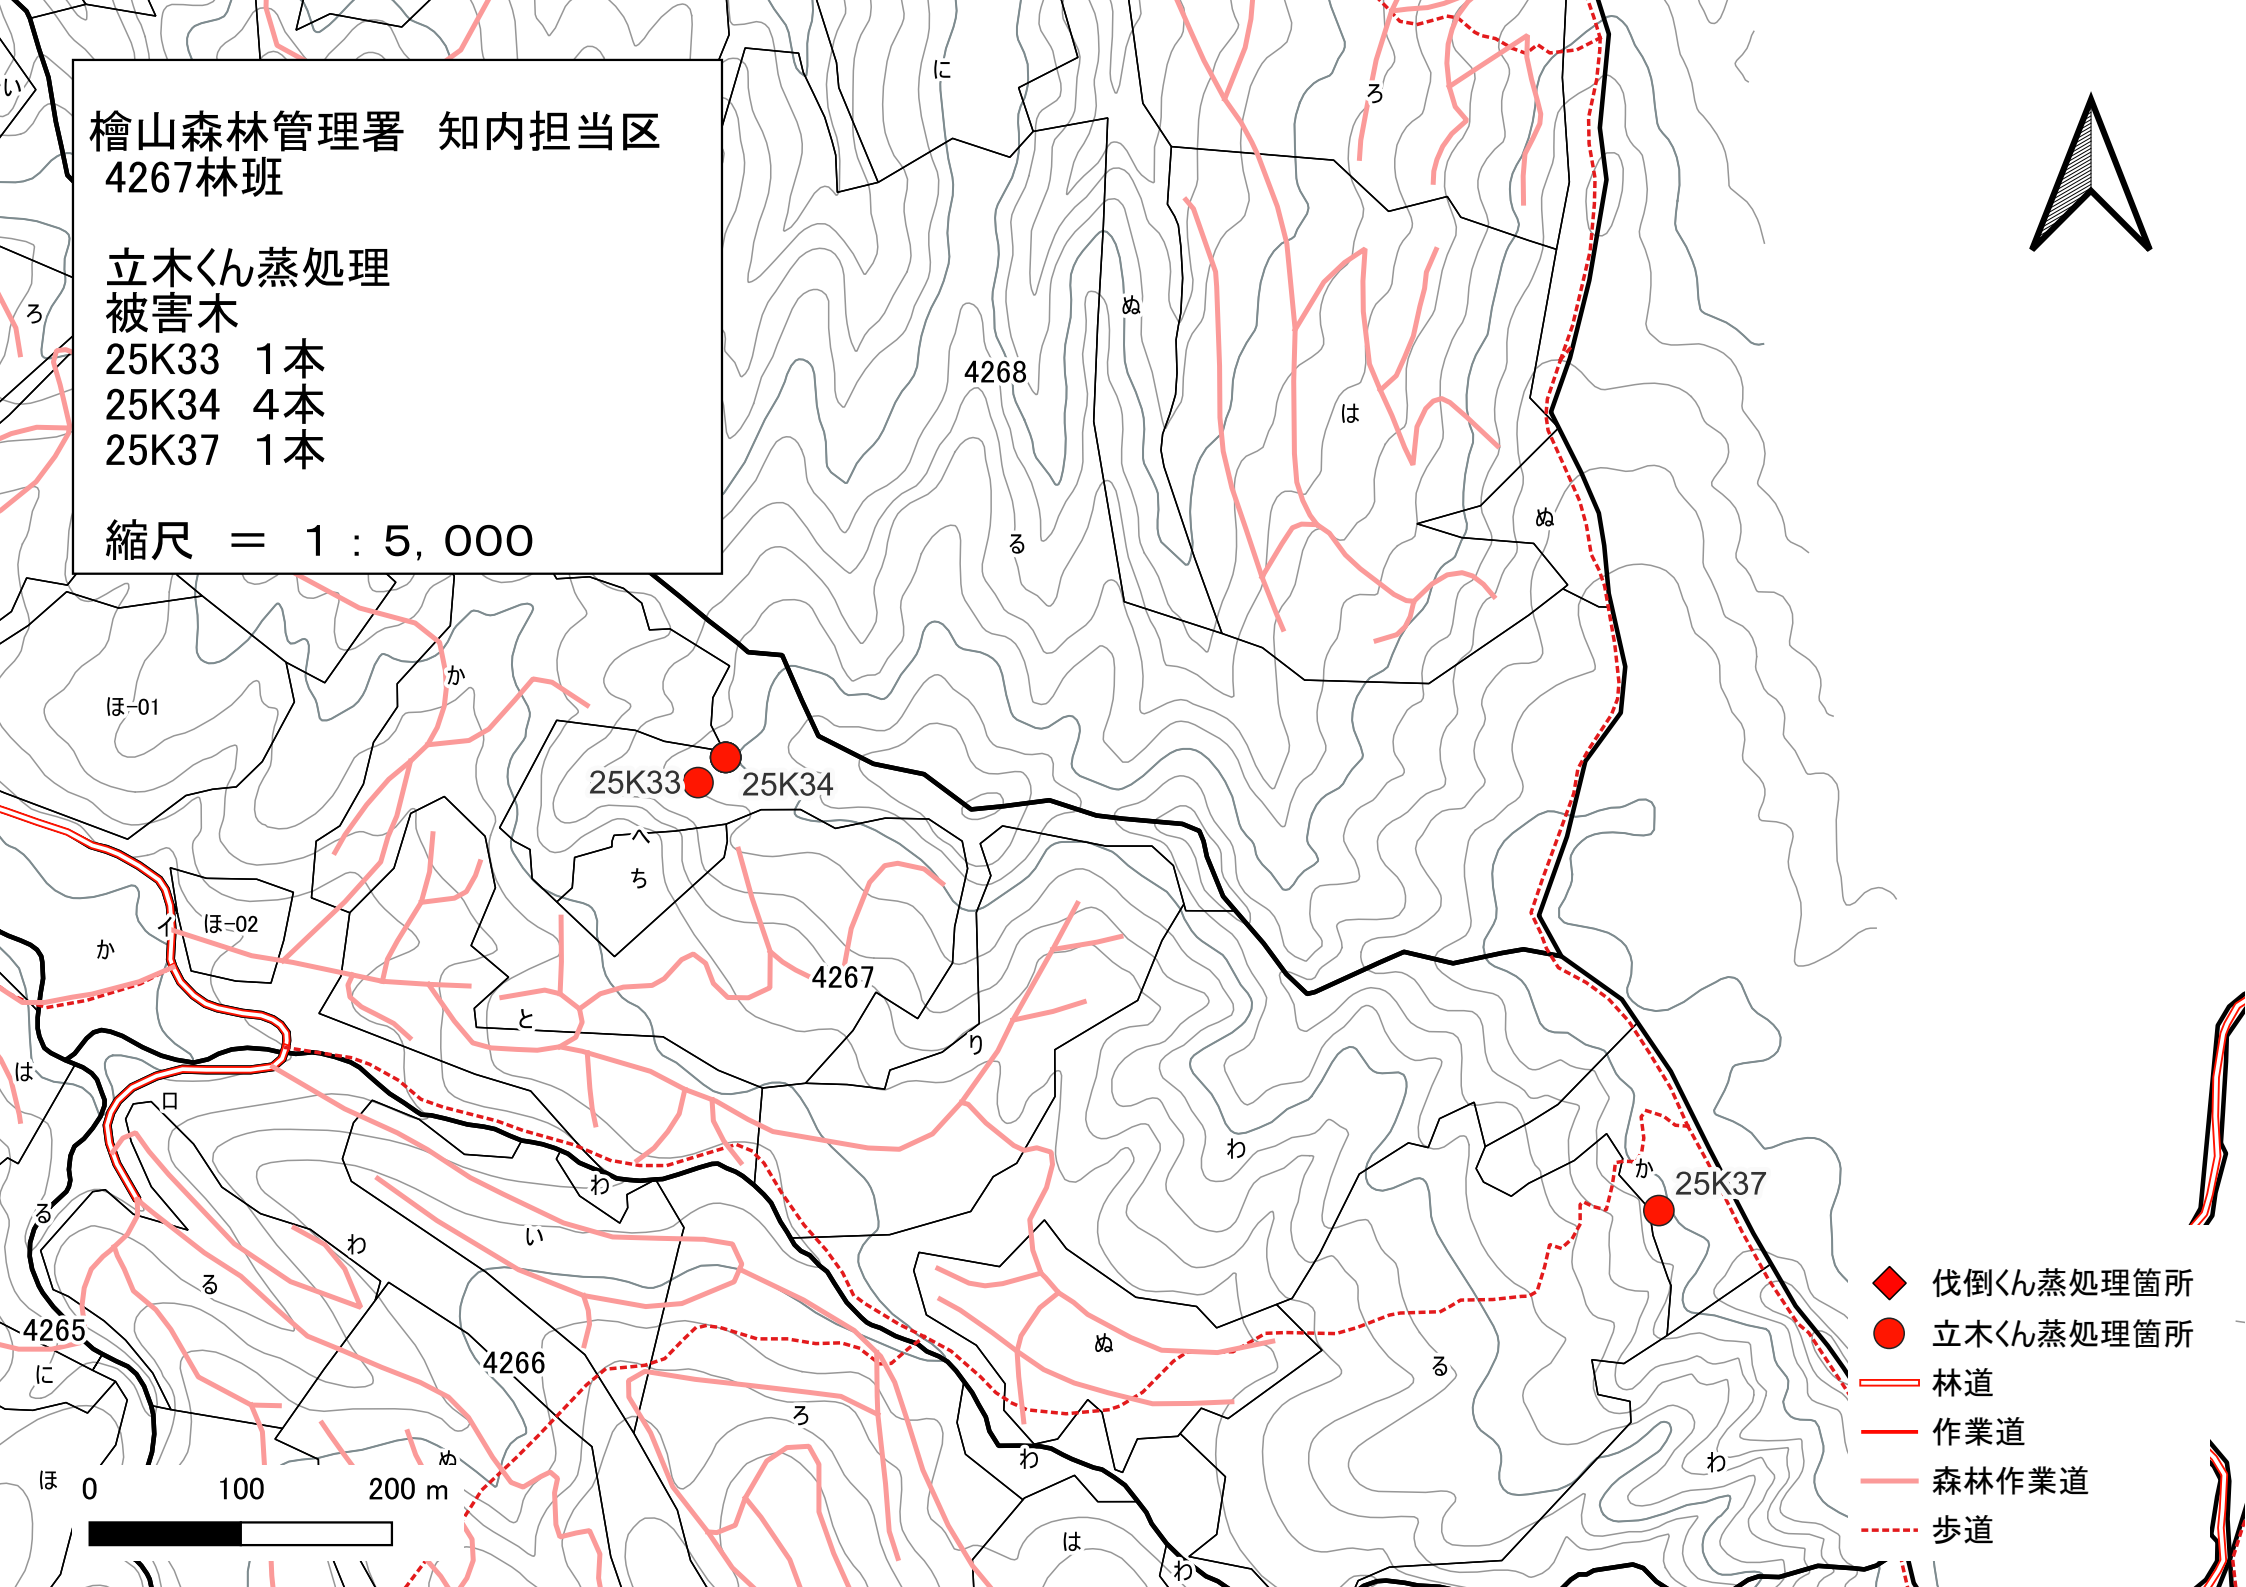 檜山森林管理署　知内担当区
4267林班
立木くん蒸処理
被害木
25K33　1本
25K34　4本
25K37　1本
縮尺　＝　１：５,０００
い
に
ろ
ろ
ぬ
4268
は
ぬ
る
か
ほ-01
25K33
25K34
へ
ち
イ
ほ-02
か
4267
と
り
は
ロ
わ
か
25K37
わ
る
わ
い
る
4265
に
4266
ぬ
る
ろ
わ
ぬ
わ
ほ
は
わ
0
100
200 m
伐倒くん蒸処理箇所
立木くん蒸処理箇所
林道
作業道
森林作業道
歩道